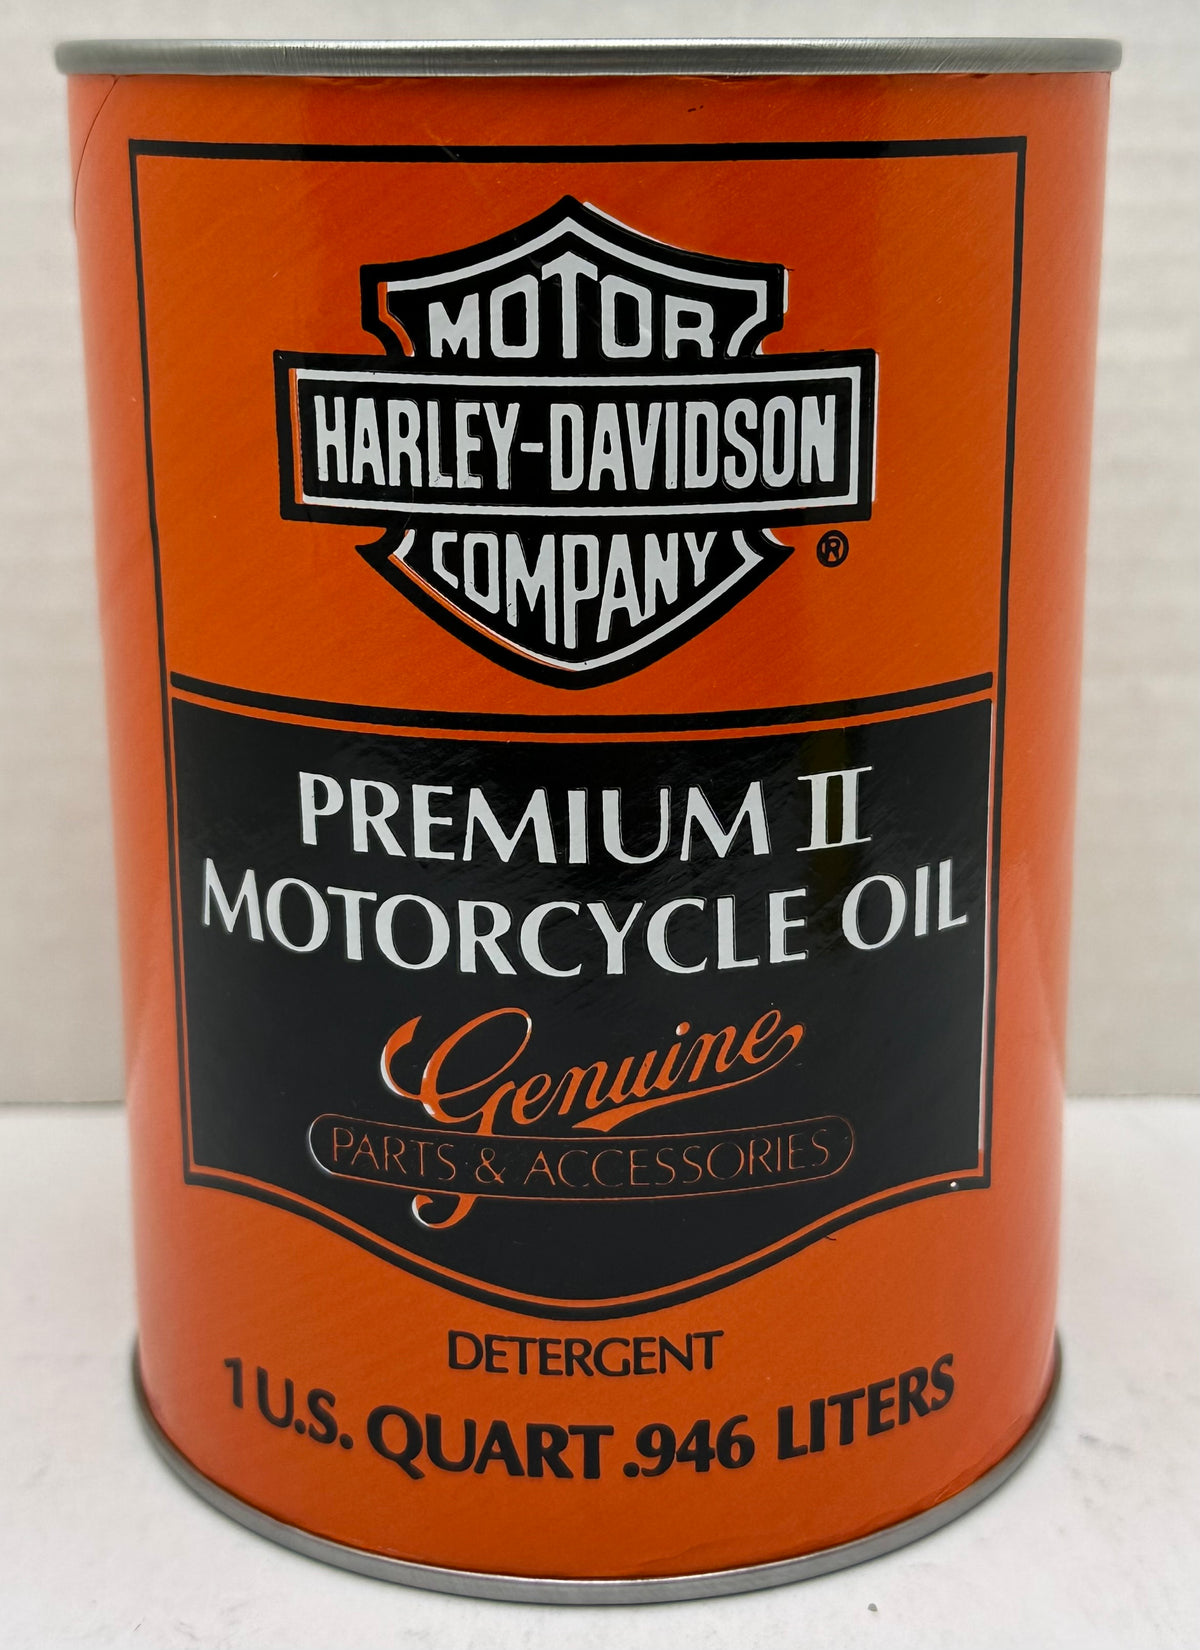 MOTOR
HARLEY-DAVIDSON
COMPANY
®
PREMIUM II
MOTORCYCLE OIL
Genuine
PARTS & ACCESSORIES
DETERGENT
1 U.S. QUART .946 LITERS